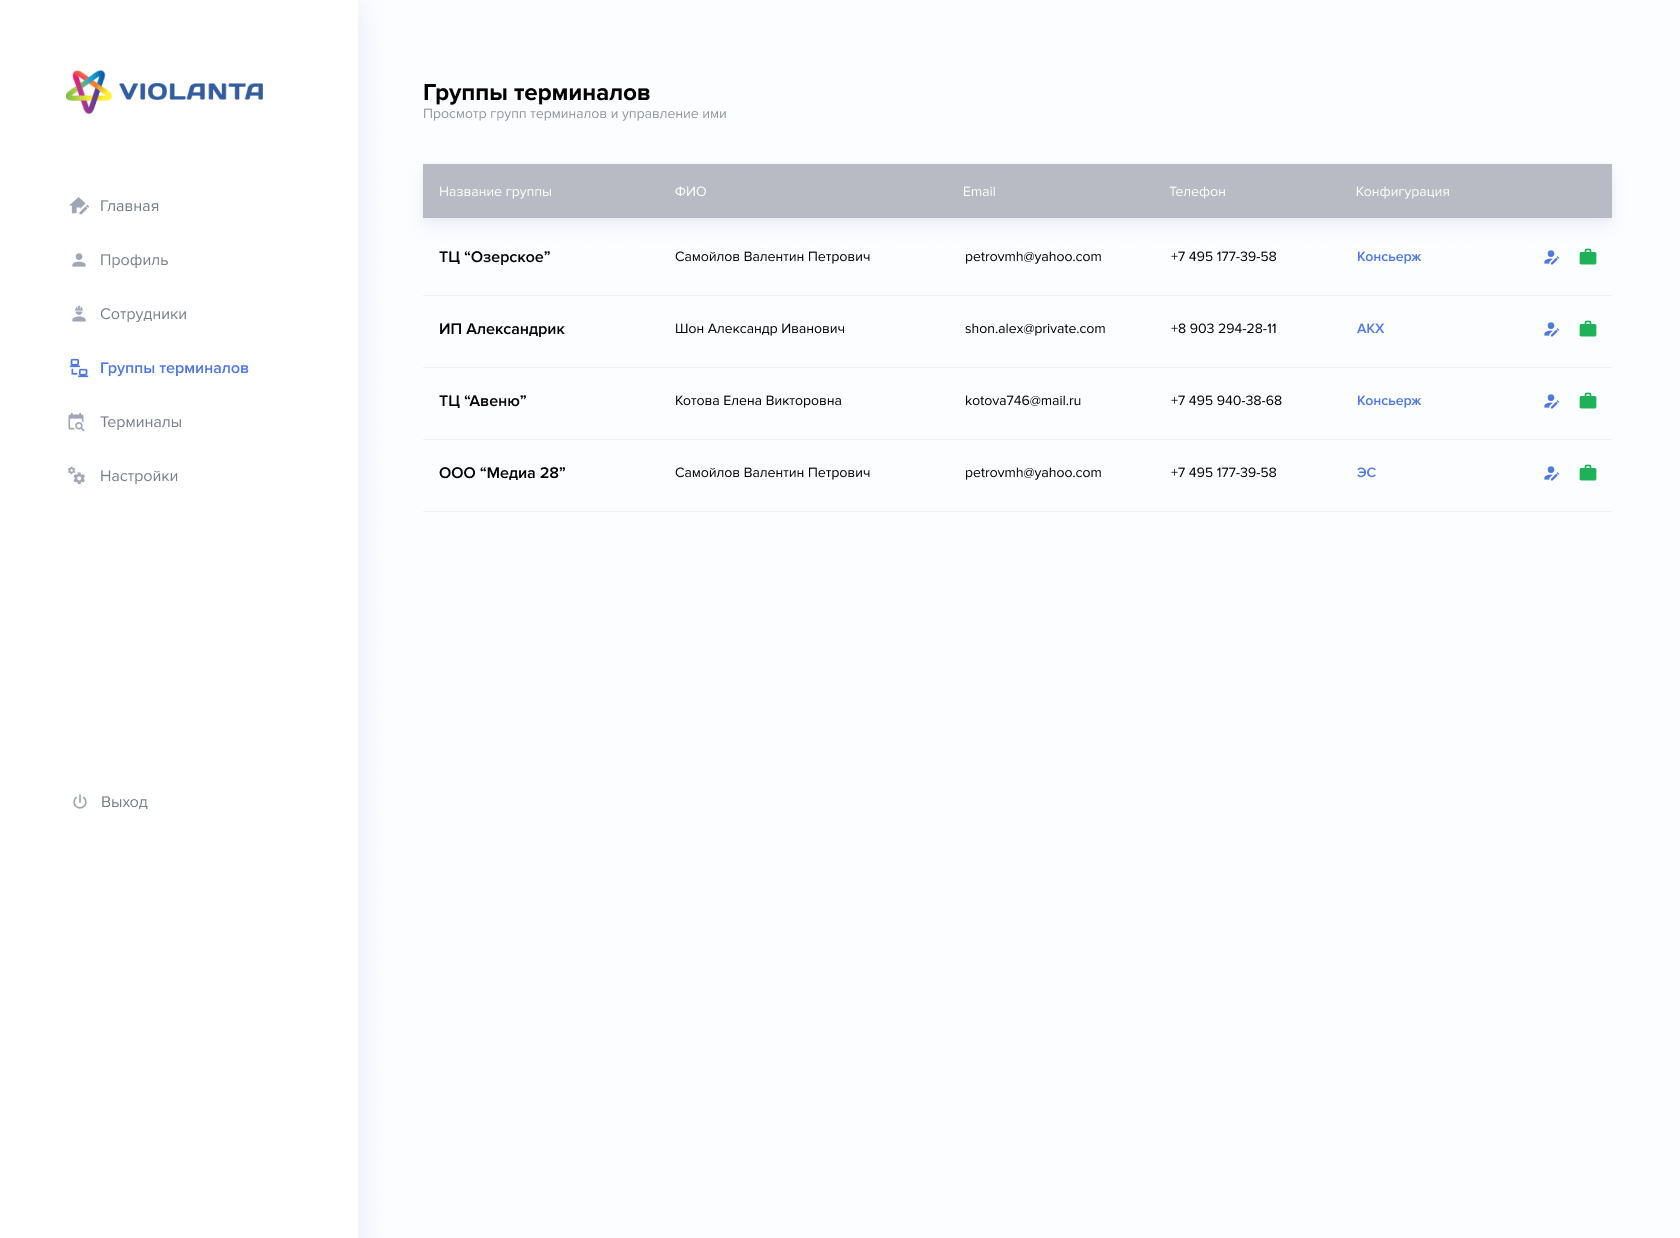 VIOLANTA
Главная
Профиль
Сотрудники
Группы терминалов
Терминалы
Настройки
Выход
Группы терминалов
Просмотр групп терминалов и управление ими
Название группы ФИО Email Телефон Конфигурация
ТЦ “Озерское” Самойлов Валентин Петрович petrovmh@yahoo.com +7 495 177-39-58 Консьерж
ИП Александрик Шон Александр Иванович shon.alex@private.com +8 903 294-28-11 АКХ
ТЦ “Авеню” Котова Елена Викторовна kotova746@mail.ru +7 495 940-38-68 Консьерж
ООО “Медиа 28” Самойлов Валентин Петрович petrovmh@yahoo.com +7 495 177-39-58 ЭС